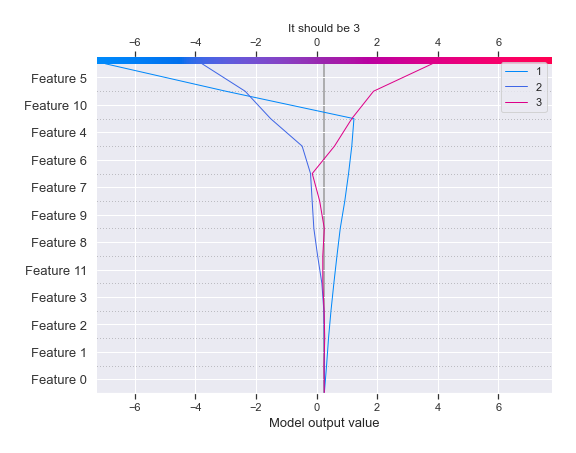 It should be 3
−6 −4 −2 0 2 4 6
1
2
3
Feature 5
Feature 10
Feature 4
Feature 6
Feature 7
Feature 9
Feature 8
Feature 11
Feature 3
Feature 2
Feature 1
Feature 0
−6 −4 −2 0 2 4 6
Model output value